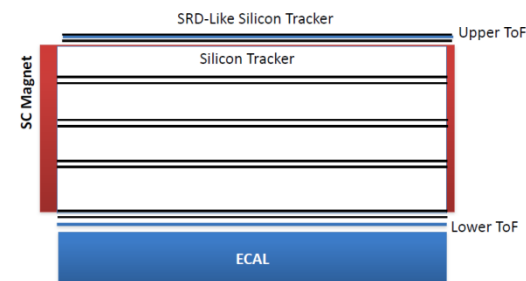 SRD-Like Silicon Tracker
Upper ToF
Silicon Tracker
SC Magnet
Lower ToF
ECAL